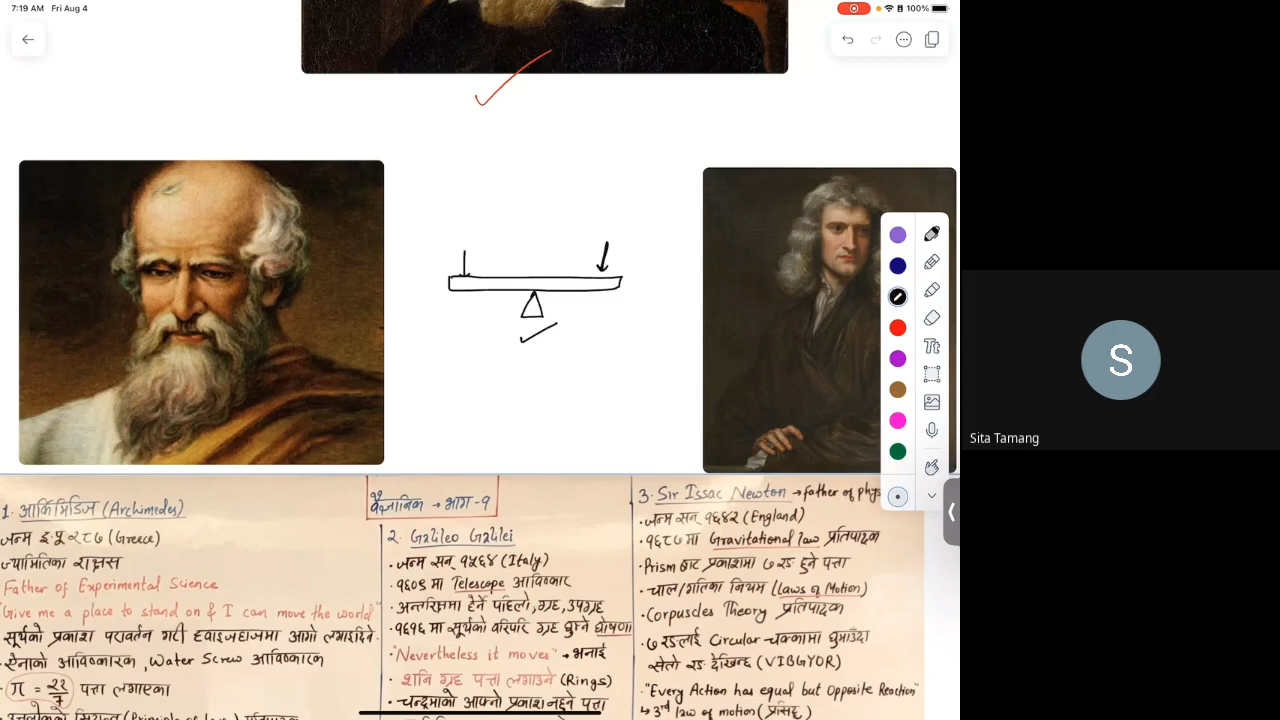 7:19 AM Fri Aug 4
100%
Tt
S
Sita Tamang
1. आर्किमिडिज (Archimedes)
जन्म ई.पू २८७ (Greece)
ज्यामितिका राक्षस
Father of Experimental Science
"Give me a place to stand on & I can move the world"
सूर्यको प्रकाश परावर्तन गरी हवाइजहाजमा आगो लगाइदिने
ऐनाको आविष्कारक, Water Screw आविष्कारक
π = 22/7 पत्ता लगाएका
(Principle of
वैज्ञानिक → भाग-१
2. Galileo Galilei
• जन्म सन् १५६४ (Italy)
• १६०९ मा Telescope आविष्कार
• अन्तरिक्षमा हेर्ने पहिलो, ग्रह, उपग्रह
• १६१६ मा सूर्यको वरिपरि ग्रह घुम्ने घोषणा
• "Nevertheless it moves" → भनाई
• शनि ग्रह पत्ता लगाउने (Rings)
• चन्द्रमाको आफ्नो प्रकाश नहुने पत्ता
3. Sir Issac Newton → Father of phys
• जन्म सन् १६४२ (England)
• १६८७ मा Gravitational law प्रतिपादक
• Prism बाट प्रकाशमा ७ रङ हुने पत्ता
• चाल/गतिका नियम (Laws of Motion)
• Corpuscles Theory प्रतिपादक
• ७ रङलाई Circular चक्कामा घुमाउँदा
सेतो रङ देखिन्छ (VIBGYOR)
• "Every Action has equal but Opposite Reaction"
↳ 3rd law of motion (प्रसिद्ध)